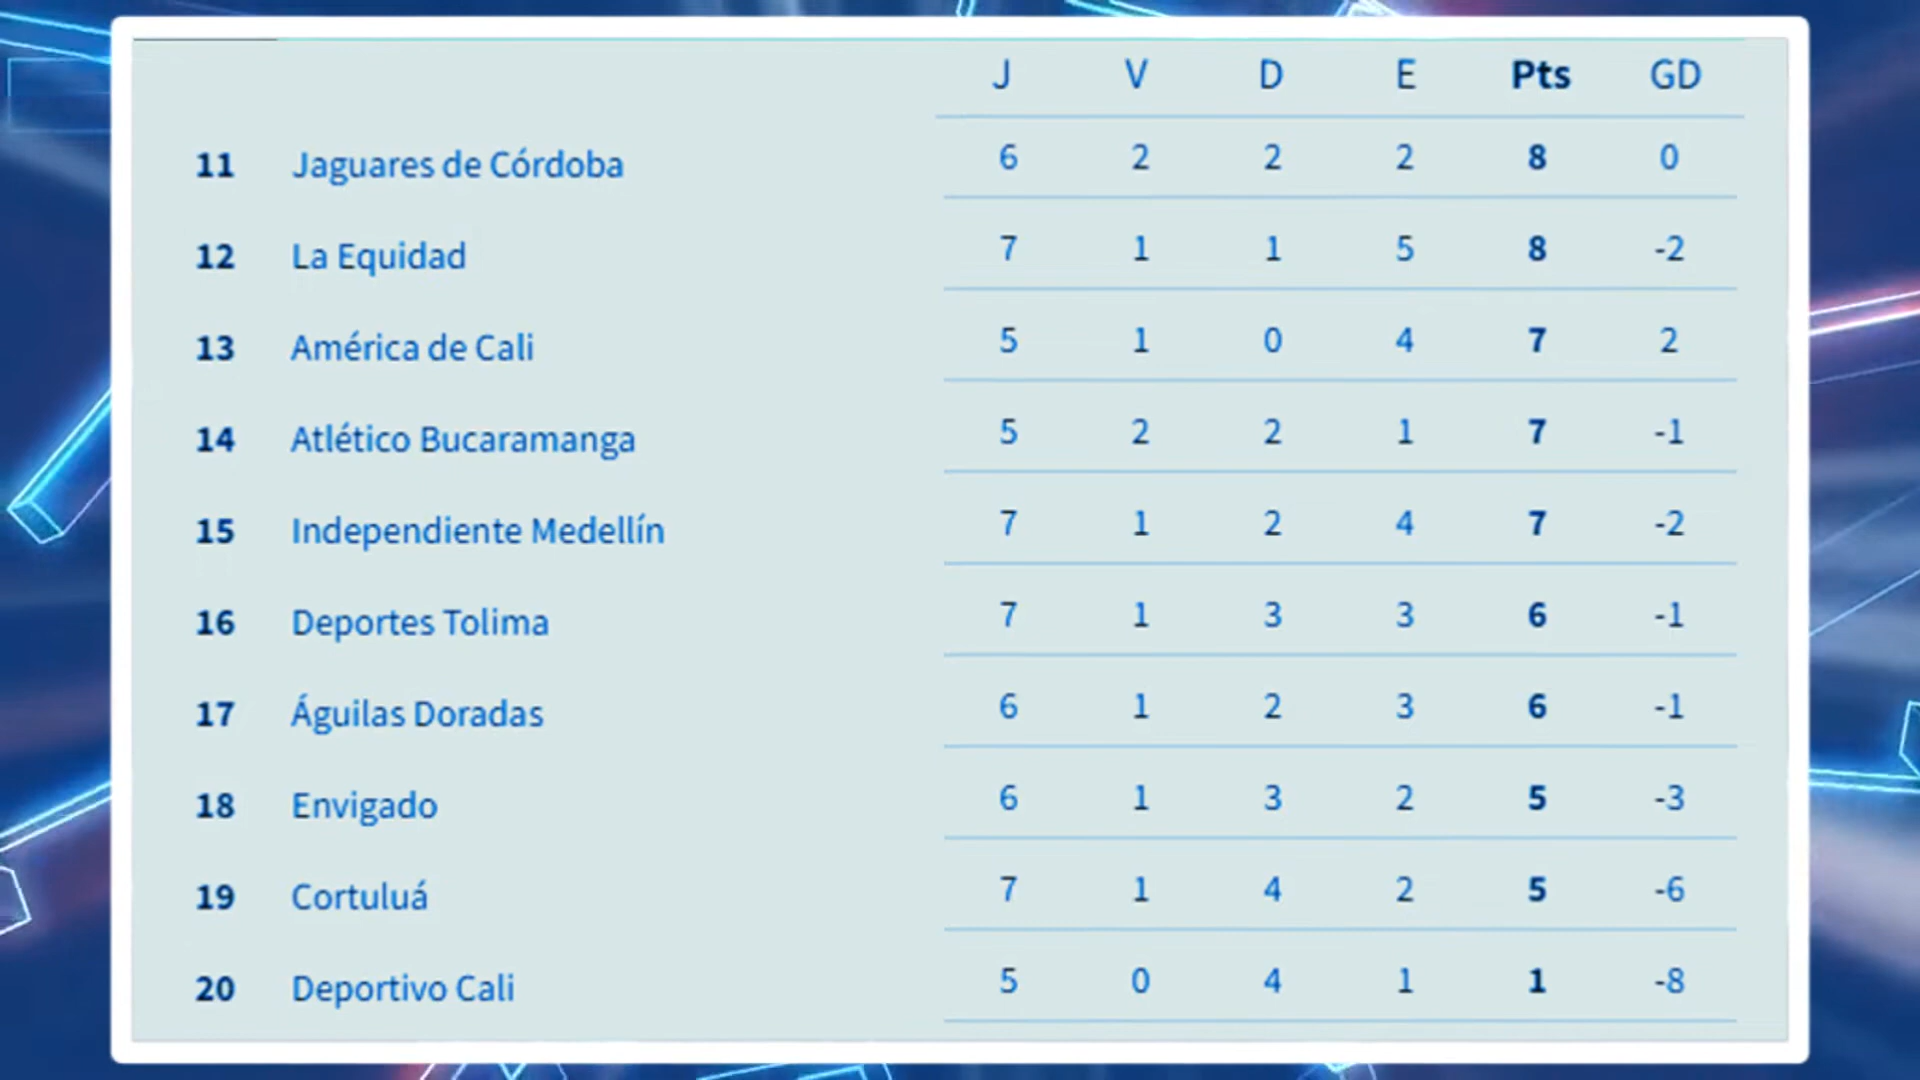 J V D E Pts GD
11 Jaguares de Córdoba 6 2 2 2 8 0
12 La Equidad 7 1 1 5 8 -2
13 América de Cali 5 1 0 4 7 2
14 Atlético Bucaramanga 5 2 2 1 7 -1
15 Independiente Medellín 7 1 2 4 7 -2
16 Deportes Tolima 7 1 3 3 6 -1
17 Águilas Doradas 6 1 2 3 6 -1
18 Envigado 6 1 3 2 5 -3
19 Cortuluá 7 1 4 2 5 -6
20 Deportivo Cali 5 0 4 1 1 -8